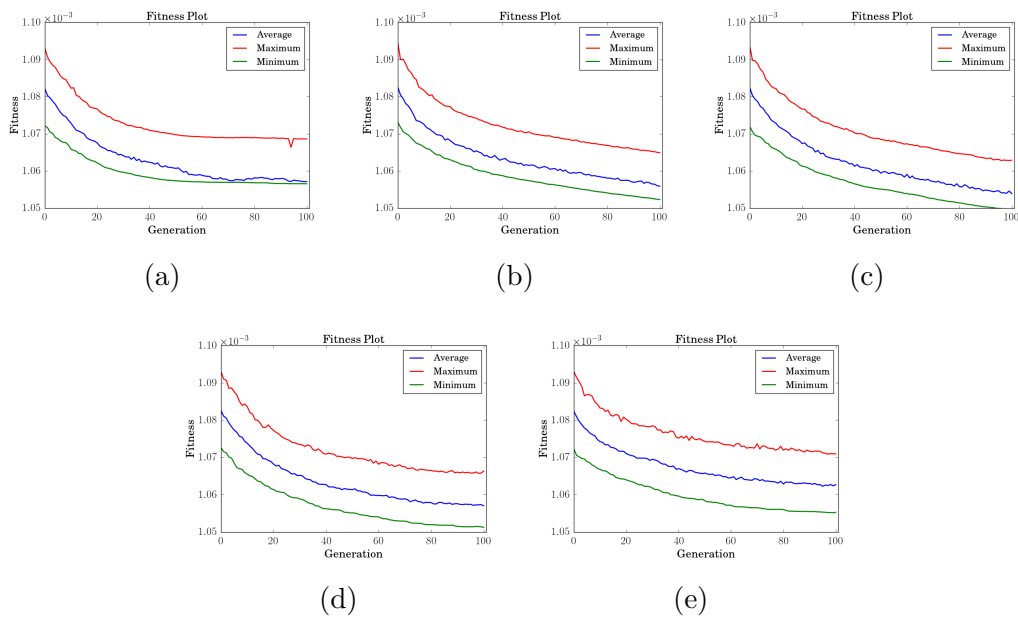 Fitness Plot
×10⁻³
1.10
1.09
1.08
1.07
1.06
1.05
Fitness
0 20 40 60 80 100
Generation
Average
Maximum
Minimum
(a)
Fitness Plot
×10⁻³
1.10
1.09
1.08
1.07
1.06
1.05
Fitness
0 20 40 60 80 100
Generation
Average
Maximum
Minimum
(b)
Fitness Plot
×10⁻³
1.10
1.09
1.08
1.07
1.06
1.05
Fitness
0 20 40 60 80 100
Generation
Average
Maximum
Minimum
(c)
Fitness Plot
×10⁻³
1.10
1.09
1.08
1.07
1.06
1.05
Fitness
0 20 40 60 80 100
Generation
Average
Maximum
Minimum
(d)
Fitness Plot
×10⁻³
1.10
1.09
1.08
1.07
1.06
1.05
Fitness
0 20 40 60 80 100
Generation
Average
Maximum
Minimum
(e)